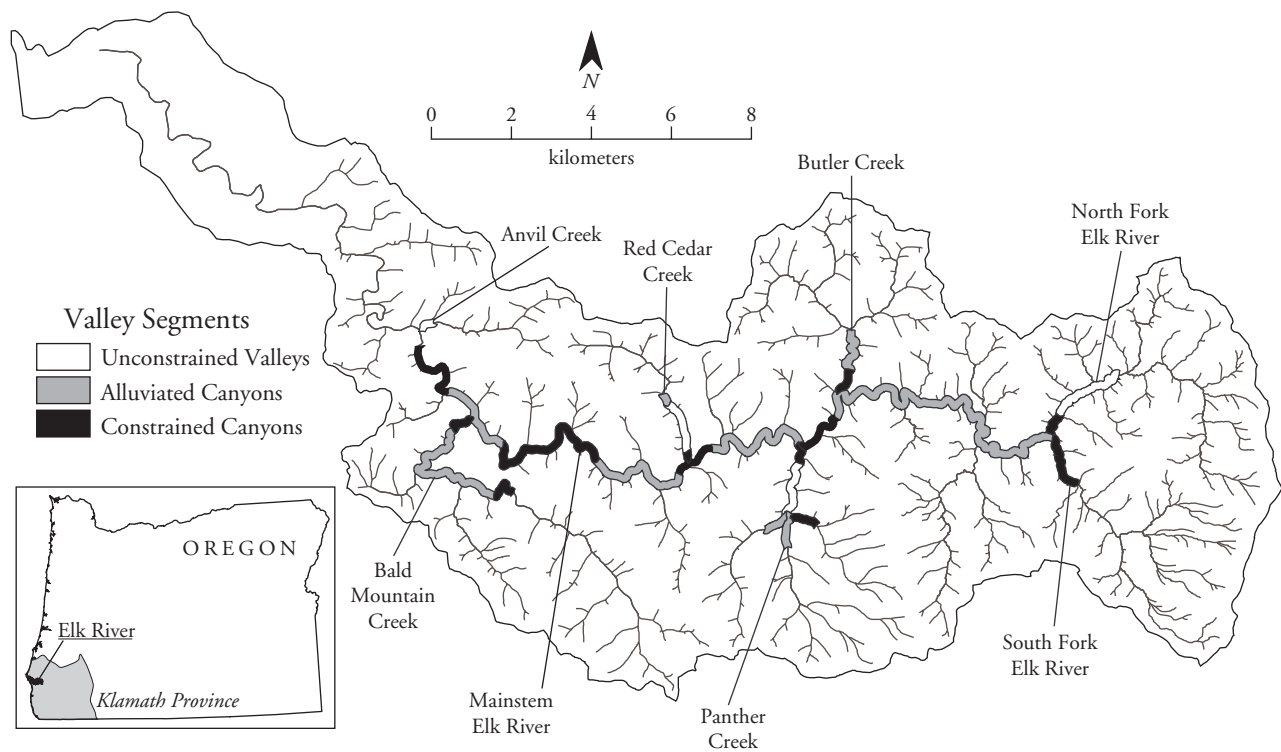 N
0 2 4 6 8
kilometers
Butler Creek
North Fork
Elk River
Anvil Creek
Red Cedar
Creek
Valley Segments
Unconstrained Valleys
Alluviated Canyons
Constrained Canyons
OREGON
Elk River
Klamath Province
Bald
Mountain
Creek
Mainstem
Elk River
Panther
Creek
South Fork
Elk River